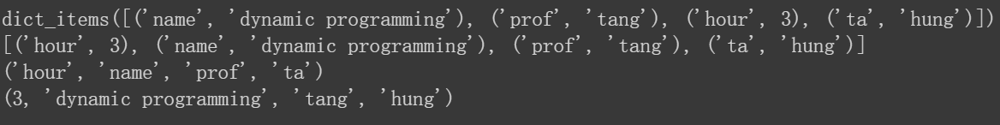 dict_items([('name', 'dynamic programming'), ('prof', 'tang'), ('hour', 3), ('ta', 'hung')])
[('hour', 3), ('name', 'dynamic programming'), ('prof', 'tang'), ('ta', 'hung')]
('hour', 'name', 'prof', 'ta')
(3, 'dynamic programming', 'tang', 'hung')